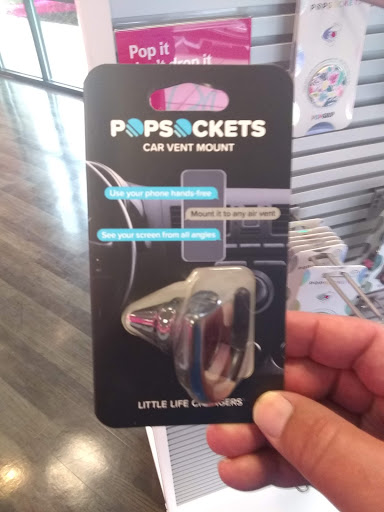 Pop it
POPSOCKETS
POPSOCKETS
CAR VENT MOUNT
Use your phone hands-free
Mount it to any air vent
See your screen from all angles
LITTLE LIFE CHANGERS